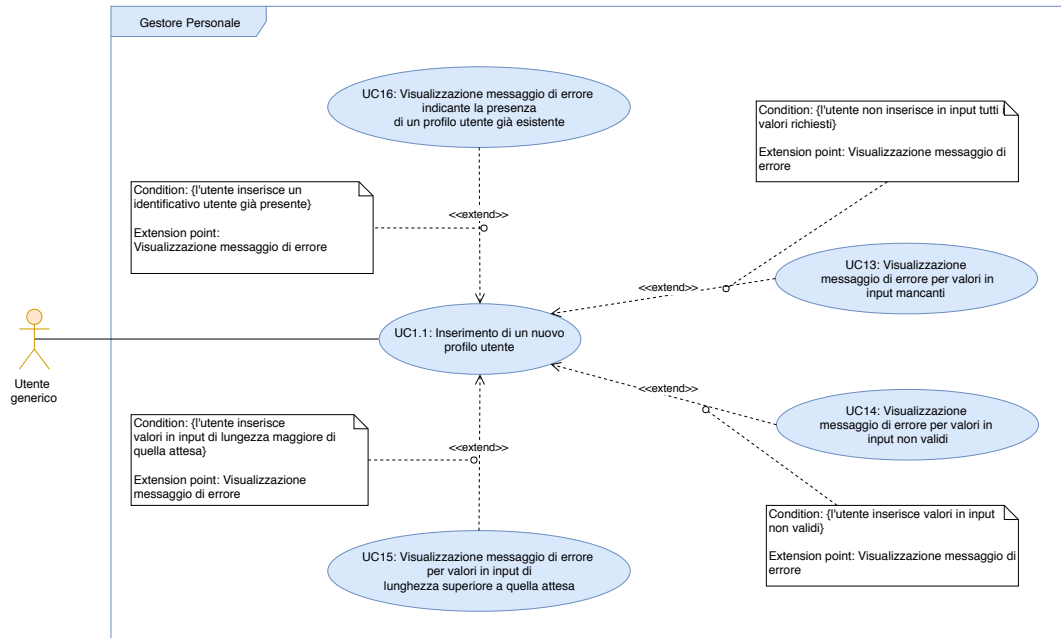 Gestore Personale
UC16: Visualizzazione messaggio di errore
indicante la presenza
di un profilo utente già esistente
Condition: {l'utente non inserisce in input tutti i
valori richiesti}
Extension point: Visualizzazione messaggio di
errore
Condition: {l'utente inserisce un
identificativo utente già presente}
Extension point:
Visualizzazione messaggio di errore
<<extend>>
UC13: Visualizzazione
messaggio di errore per valori in
input mancanti
<<extend>>
UC1.1: Inserimento di un nuovo
profilo utente
Utente
generico
<<extend>>
UC14: Visualizzazione
messaggio di errore per valori in
input non validi
Condition: {l'utente inserisce
valori in input di lungezza maggiore di
quella attesa}
Extension point: Visualizzazione
messaggio di errore
<<extend>>
Condition: {l'utente inserisce valori in input
non validi}
Extension point: Visualizzazione messaggio di
errore
UC15: Visualizzazione messaggio di errore
per valori in input di
lunghezza superiore a quella attesa